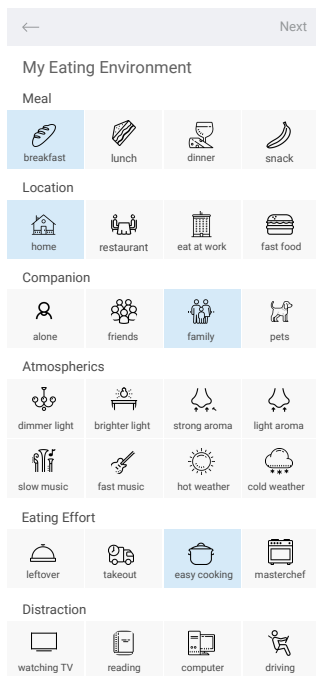 Next
My Eating Environment
Meal
breakfast lunch dinner snack
Location
home restaurant eat at work fast food
Companion
alone friends family pets
Atmospherics
dimmer light brighter light strong aroma light aroma
slow music fast music hot weather cold weather
Eating Effort
leftover takeout easy cooking masterchef
Distraction
watching TV reading computer driving